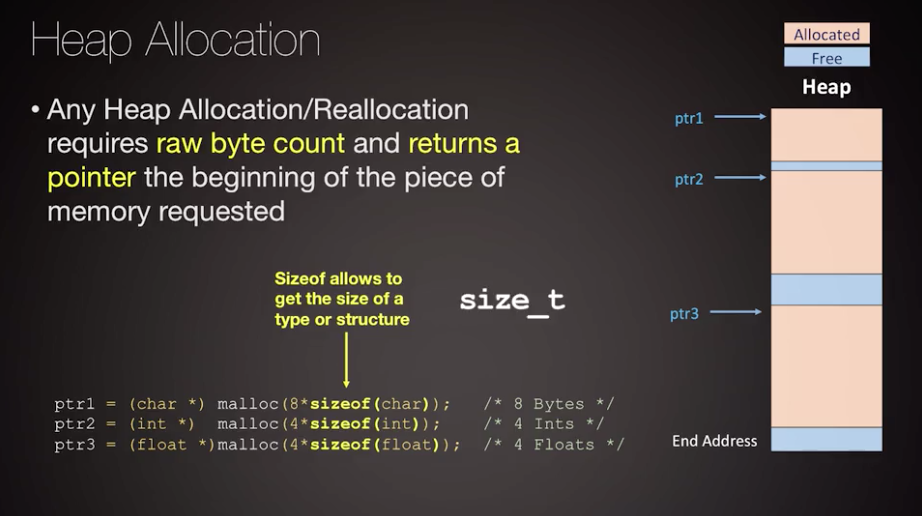 Heap Allocation
• Any Heap Allocation/Reallocation
requires raw byte count and returns a
pointer the beginning of the piece of
memory requested
Sizeof allows to
get the size of a
type or structure
size_t
ptr1 = (char *) malloc(8*sizeof(char)); /* 8 Bytes */
ptr2 = (int *) malloc(4*sizeof(int)); /* 4 Ints */
ptr3 = (float *)malloc(4*sizeof(float)); /* 4 Floats */
Allocated
Free
Heap
ptr1
ptr2
ptr3
End Address